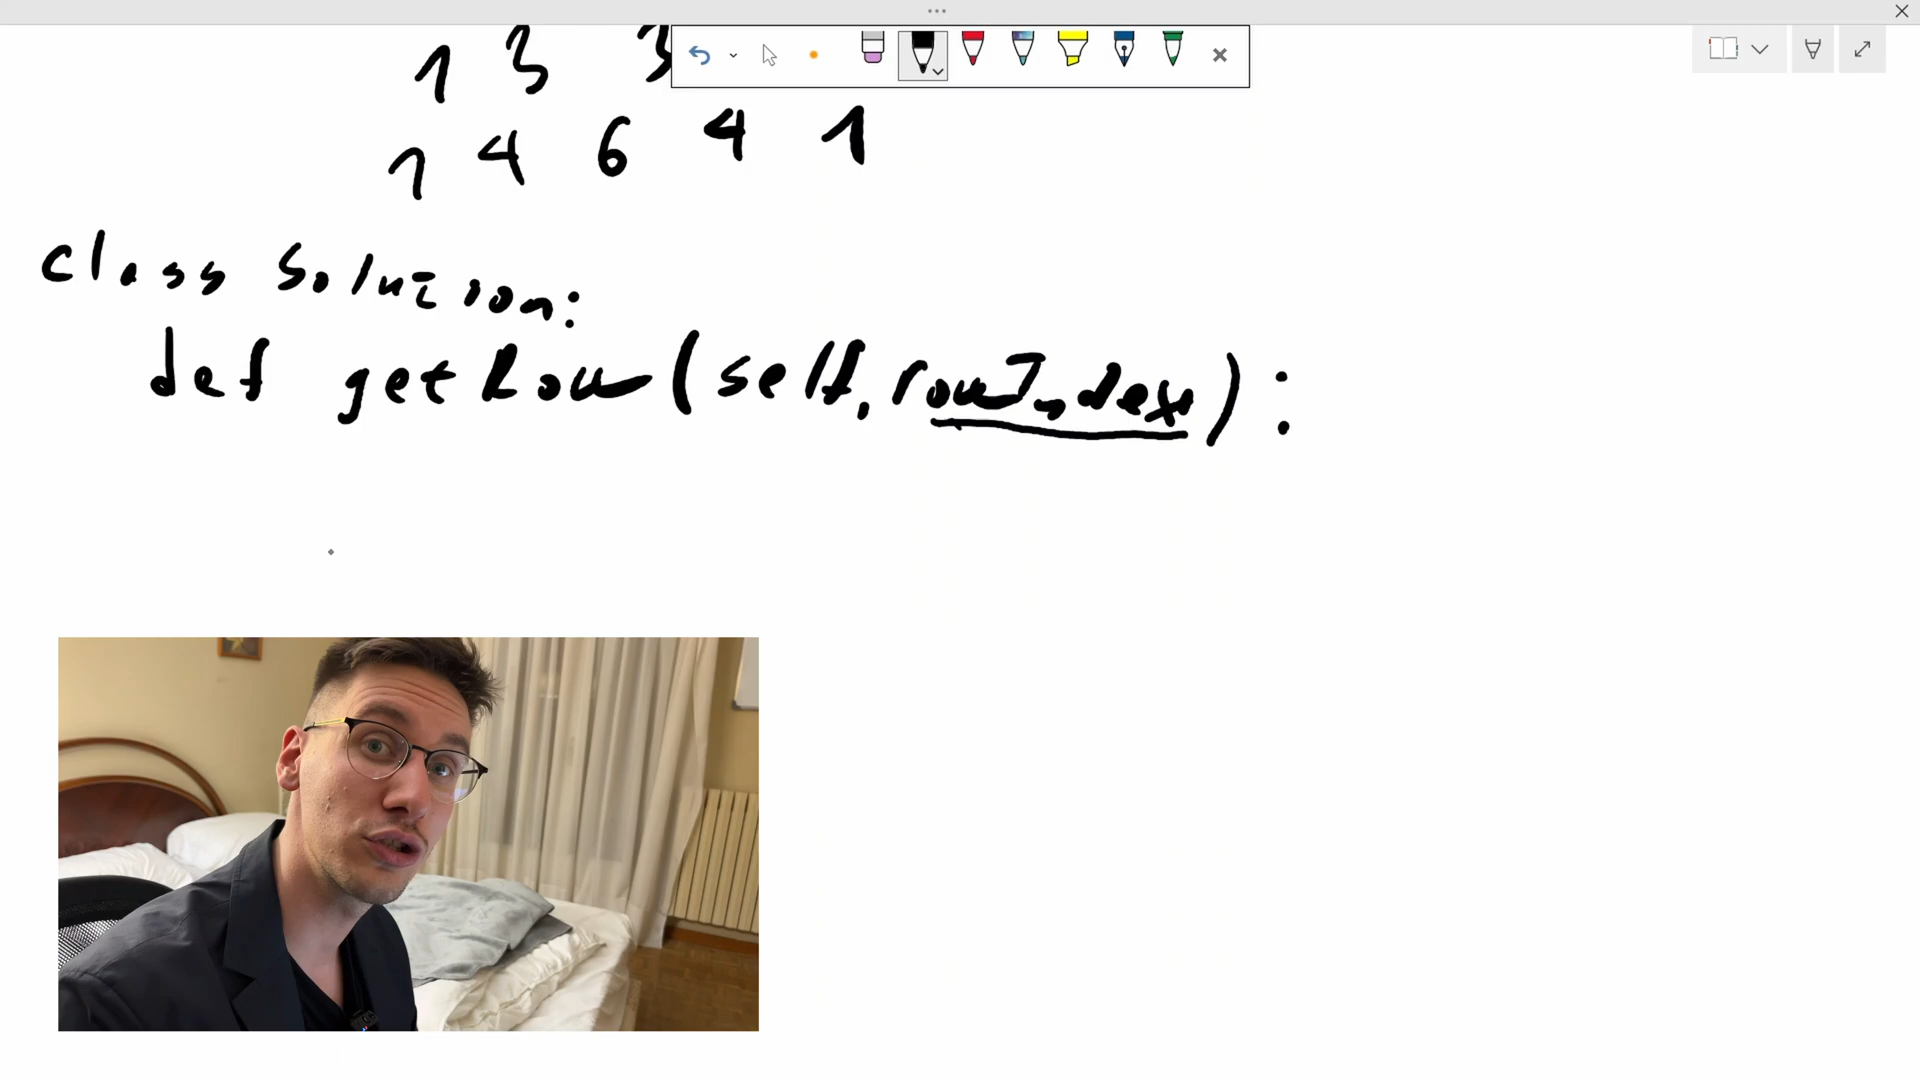 1 3 3
1 4 6 4 1
class Solution:
def getRow(self, rowIndex):